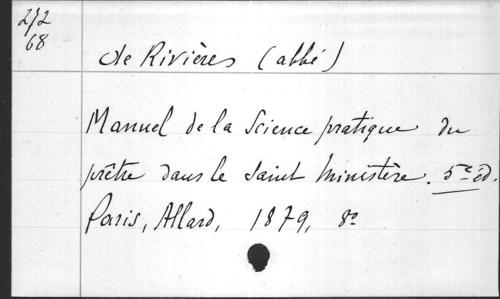 272
68
de Rivières (abbé)
Manuel de la Science pratique du
prêtre dans le Saint Ministère. 5e éd.
Paris, Allard, 1879, 8o